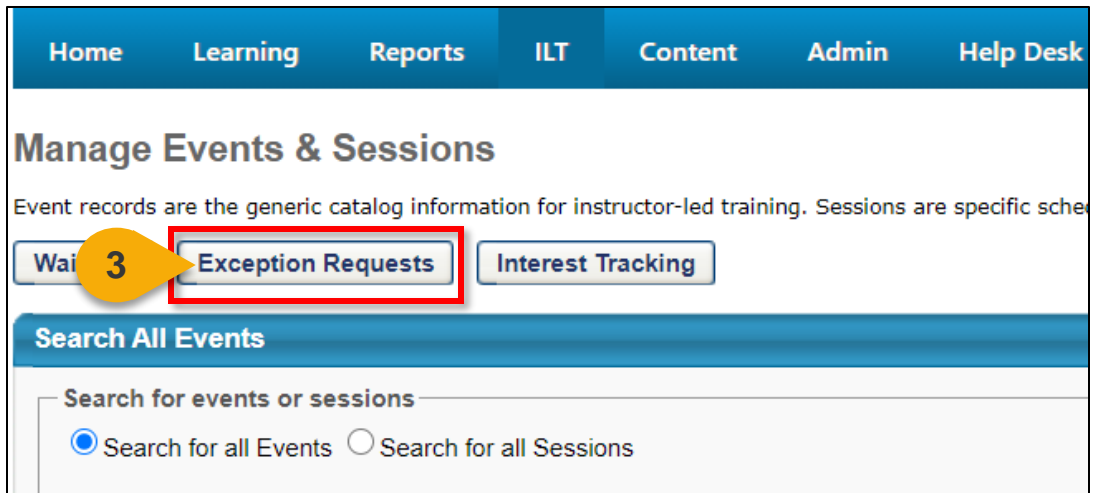 Home Learning Reports ILT Content Admin Help Desk
Manage Events & Sessions
Event records are the generic catalog information for instructor-led training. Sessions are specific
3 Exception Requests Interest Tracking
Search All Events
Search for events or sessions
Search for all Events Search for all Sessions